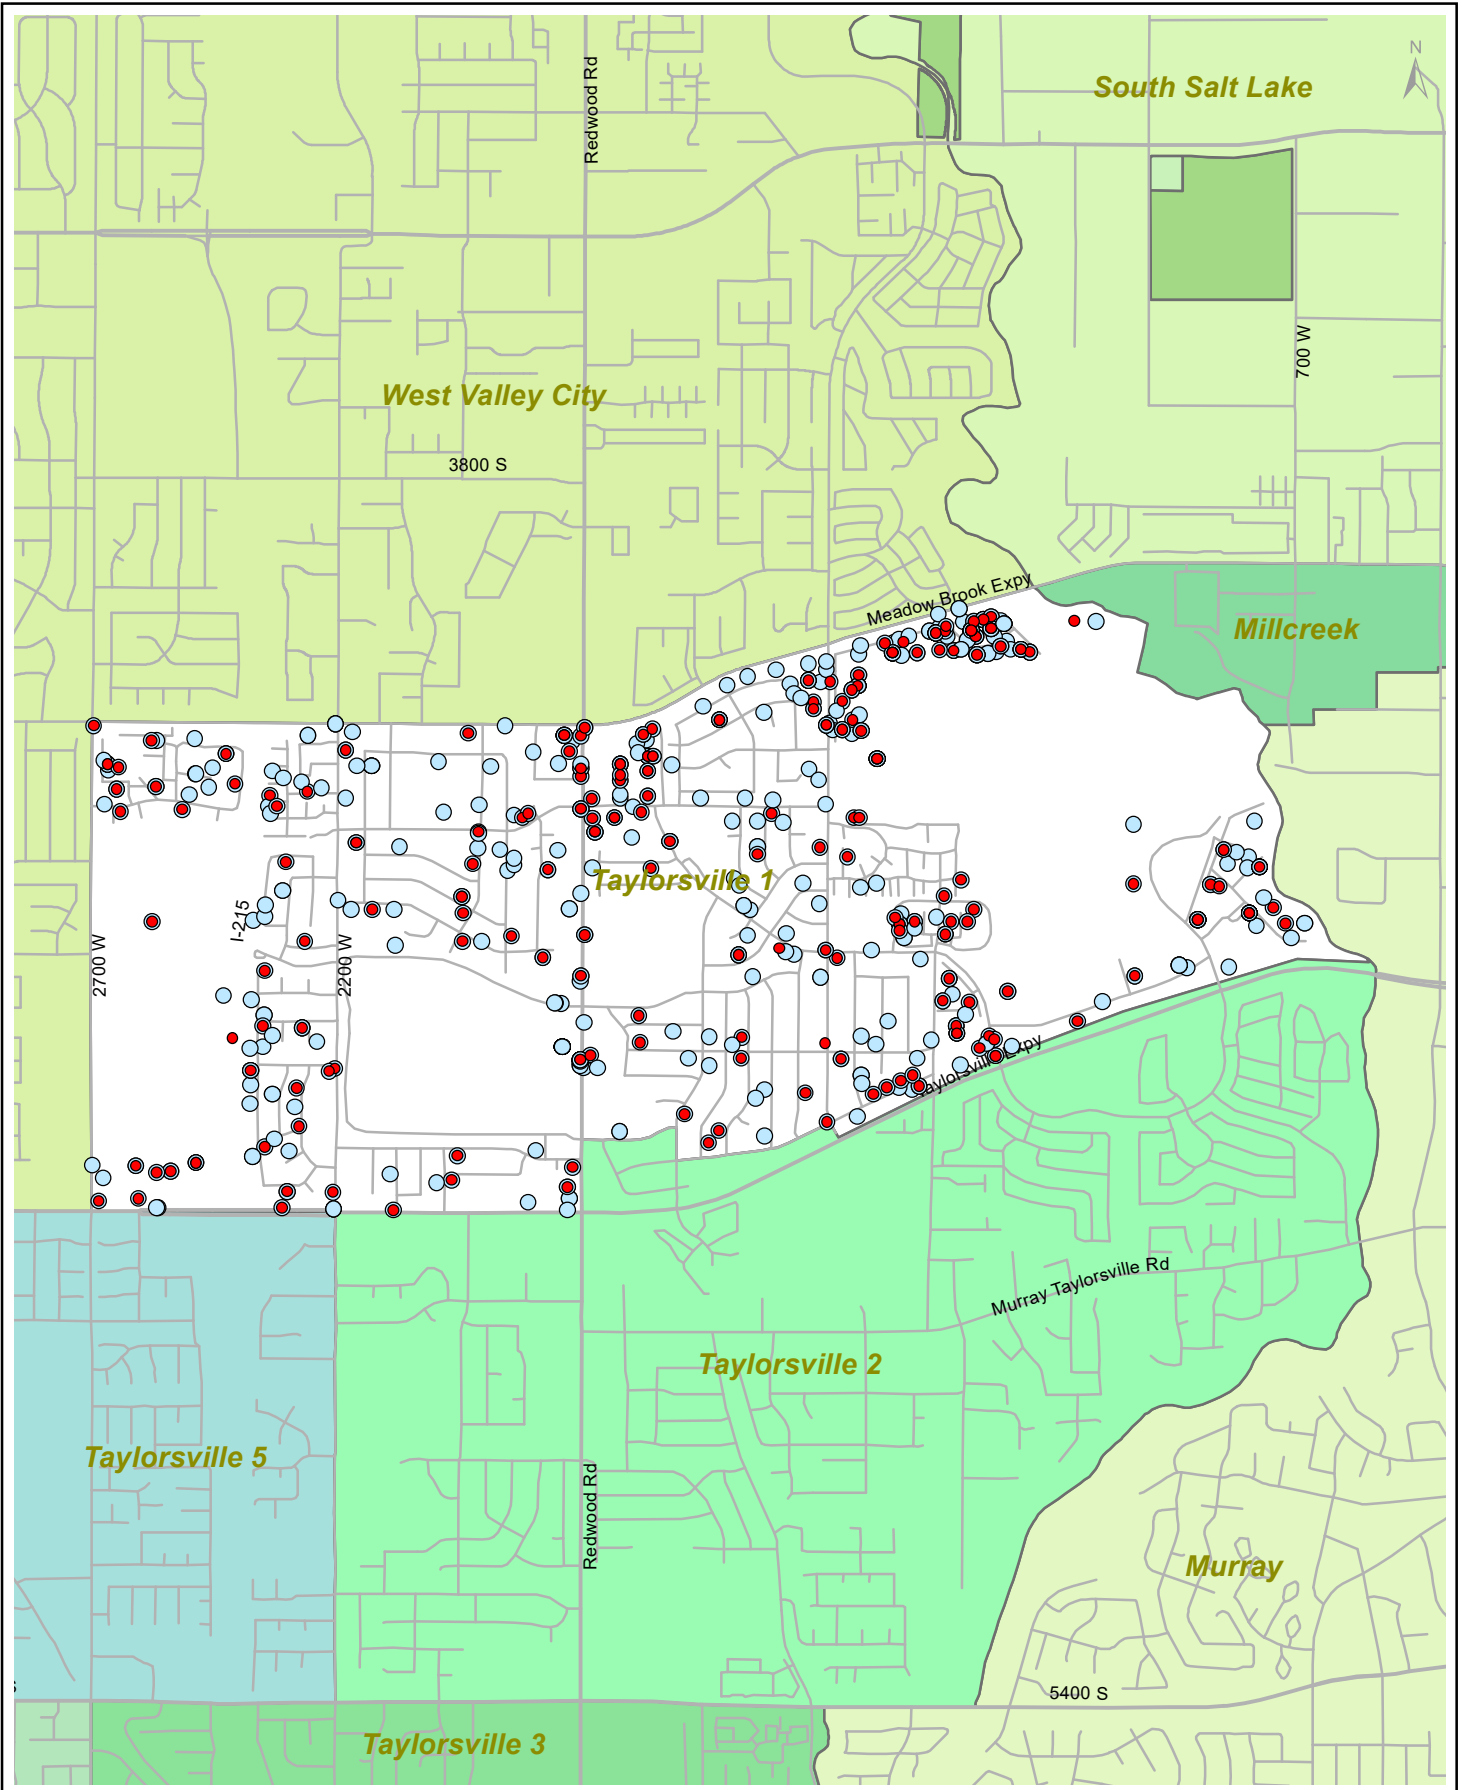 N
South Salt Lake
Redwood Rd
700 W
West Valley City
3800 S
Meadow Brook Expy
Millcreek
Taylorsville 1
I-215
2700 W
2200 W
Taylorsville Expy
Murray Taylorsville Rd
Taylorsville 2
Taylorsville 5
Redwood Rd
Murray
5400 S
Taylorsville 3